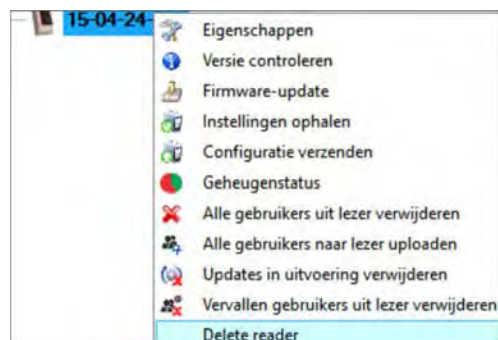 15-04-24-
Eigenschappen
Versie controleren
Firmware-update
Instellingen ophalen
Configuratie verzenden
Geheugenstatus
Alle gebruikers uit lezer verwijderen
Alle gebruikers naar lezer uploaden
Updates in uitvoering verwijderen
Vervallen gebruikers uit lezer verwijderen
Delete reader